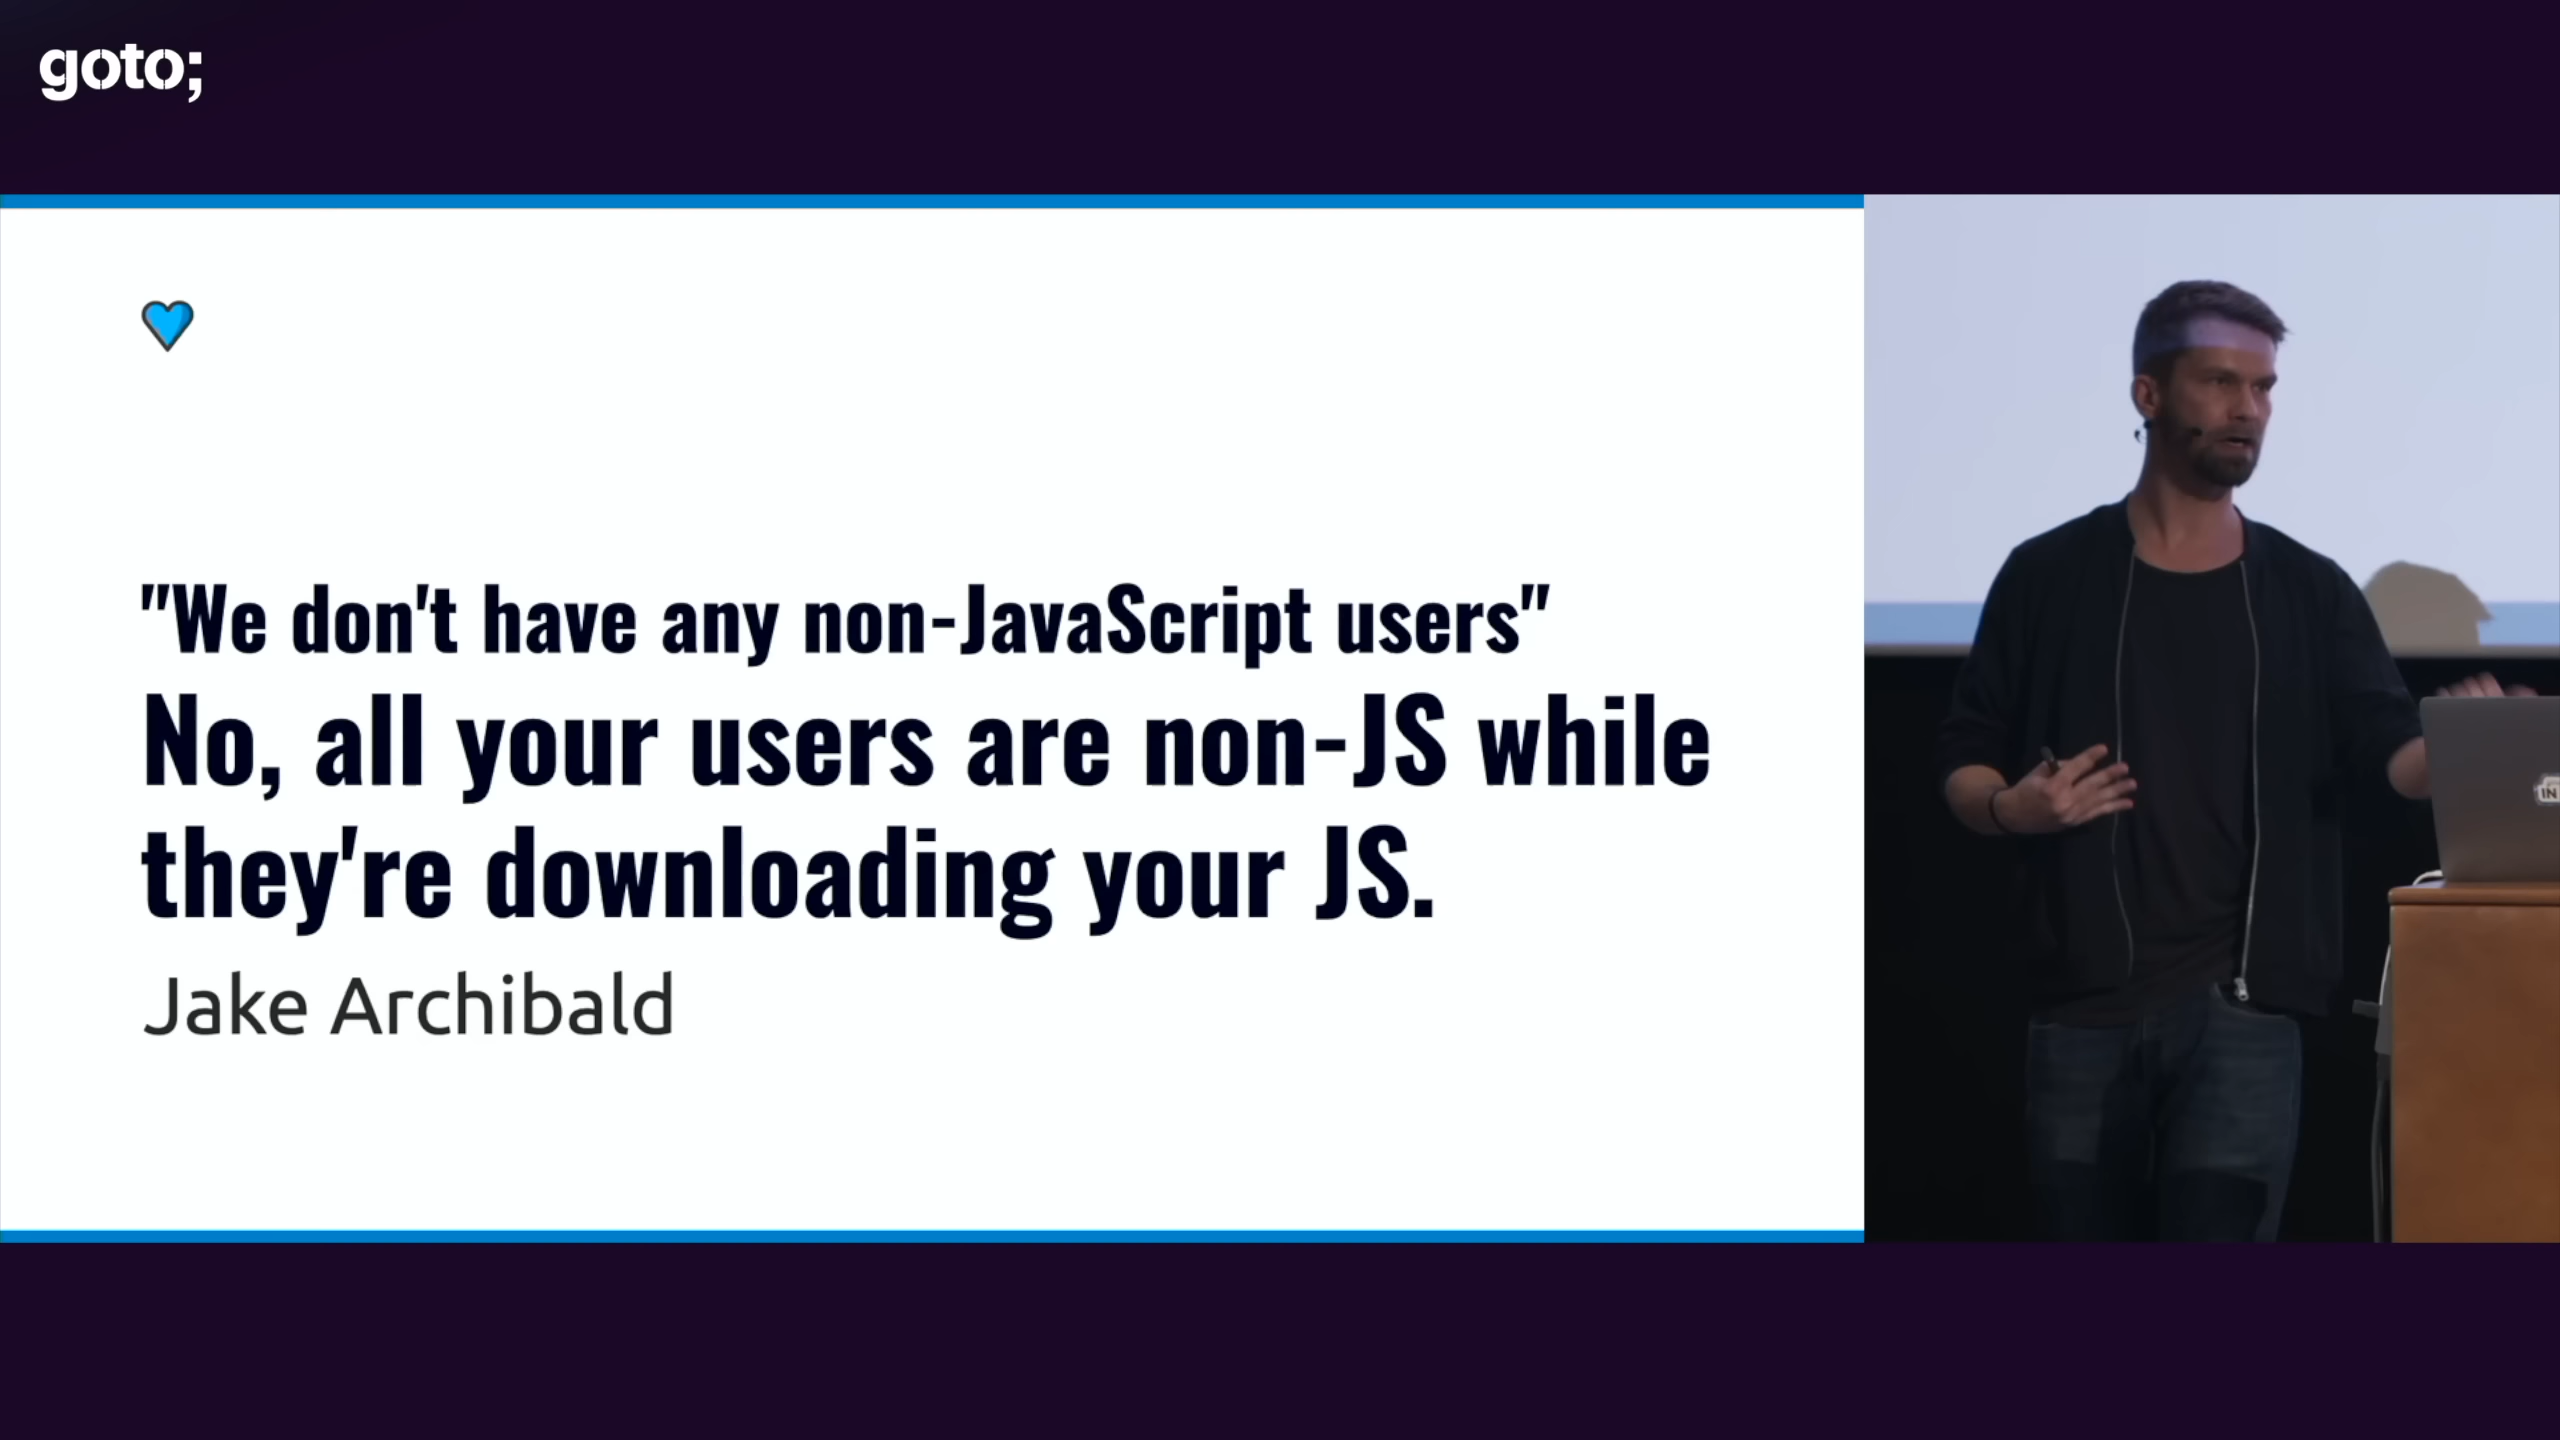 goto;
"We don't have any non-JavaScript users"
No, all your users are non-JS while
they're downloading your JS.
Jake Archibald
IN